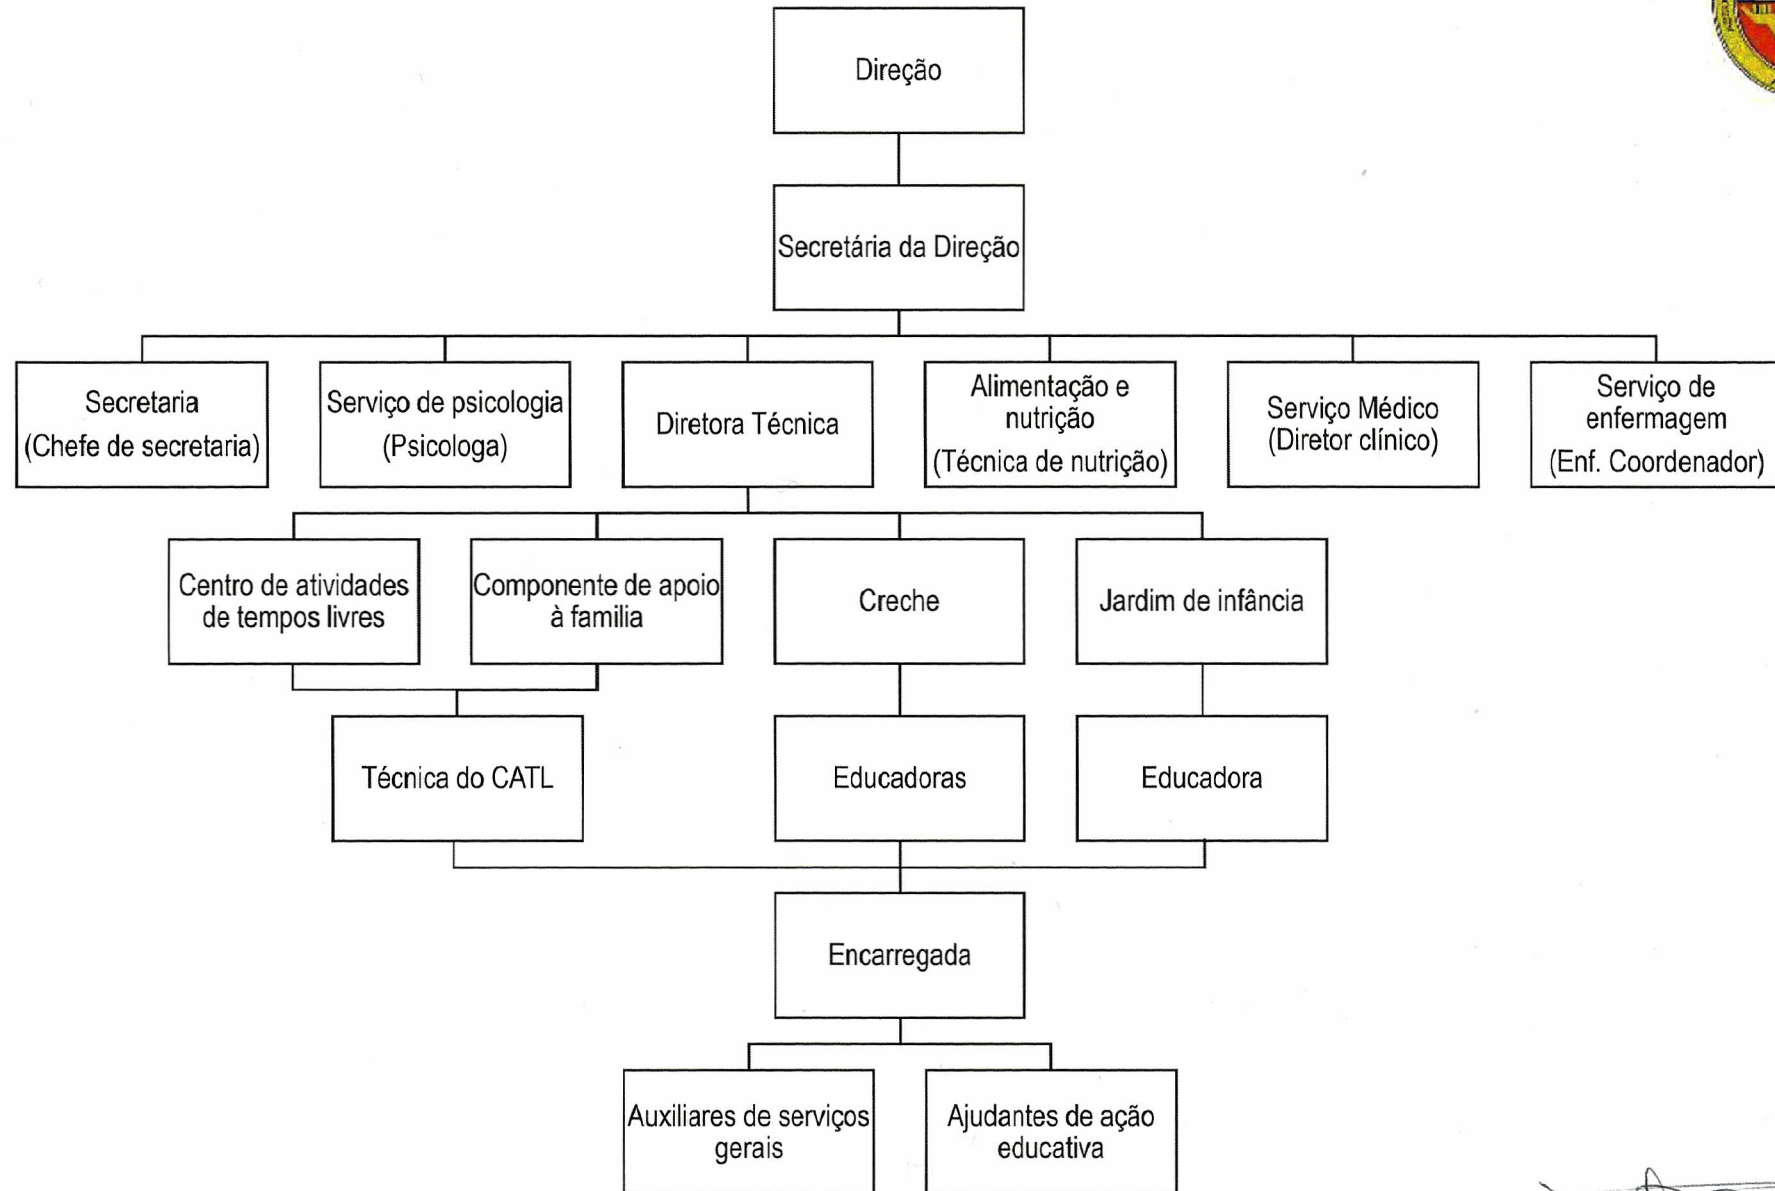 Direção
Secretária da Direção
Secretaria
(Chefe de secretaria)
Serviço de psicologia
(Psicologa)
Diretora Técnica
Alimentação e
nutrição
(Técnica de nutrição)
Serviço Médico
(Diretor clínico)
Serviço de
enfermagem
(Enf. Coordenador)
Centro de atividades
de tempos livres
Componente de apoio
à familia
Creche
Jardim de infância
Técnica do CATL
Educadoras
Educadora
Encarregada
Auxiliares de serviços
gerais
Ajudantes de ação
educativa